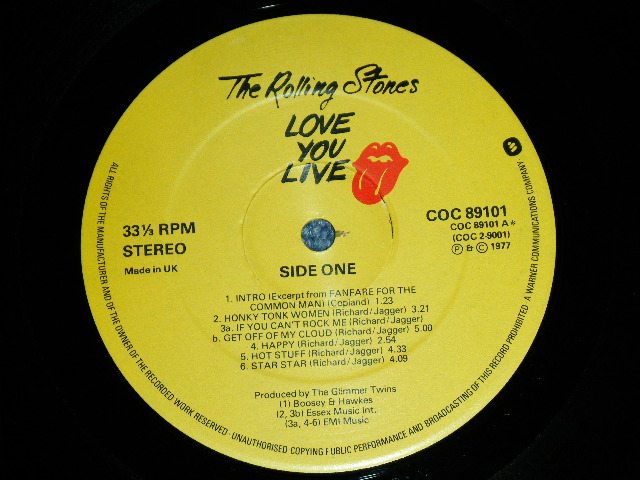 The Rolling Stones
LOVE
YOU
LIVE
33⅓ RPM
STEREO
Made in UK
COC 89101
COC 89101 A*
(COC 2-9001)
Ⓟ & © 1977
SIDE ONE
1. INTRO (Excerpt from FANFARE FOR THE
COMMON MAN) (Copland) 1.23
2. HONKY TONK WOMEN (Richard/Jagger) 3.21
3a. IF YOU CAN'T ROCK ME (Richard/Jagger)
b. GET OFF OF MY CLOUD (Richard/Jagger) 5.00
4. HAPPY (Richard/Jagger) 2.54
5. HOT STUFF (Richard/Jagger) 4.33
6. STAR STAR (Richard/Jagger) 4.09
Produced by The Glimmer Twins
(1) Boosey & Hawkes
(2, 3b) Essex Music Int.
(3a, 4-6) EMI Music
ALL RIGHTS OF THE MANUFACTURER AND OF THE OWNER OF THE RECORDED WORK RESERVED · UNAUTHORISED COPYING PUBLIC PERFORMANCE AND BROADCASTING OF THIS RECORD PROHIBITED A WARNER COMMUNICATIONS COMPANY